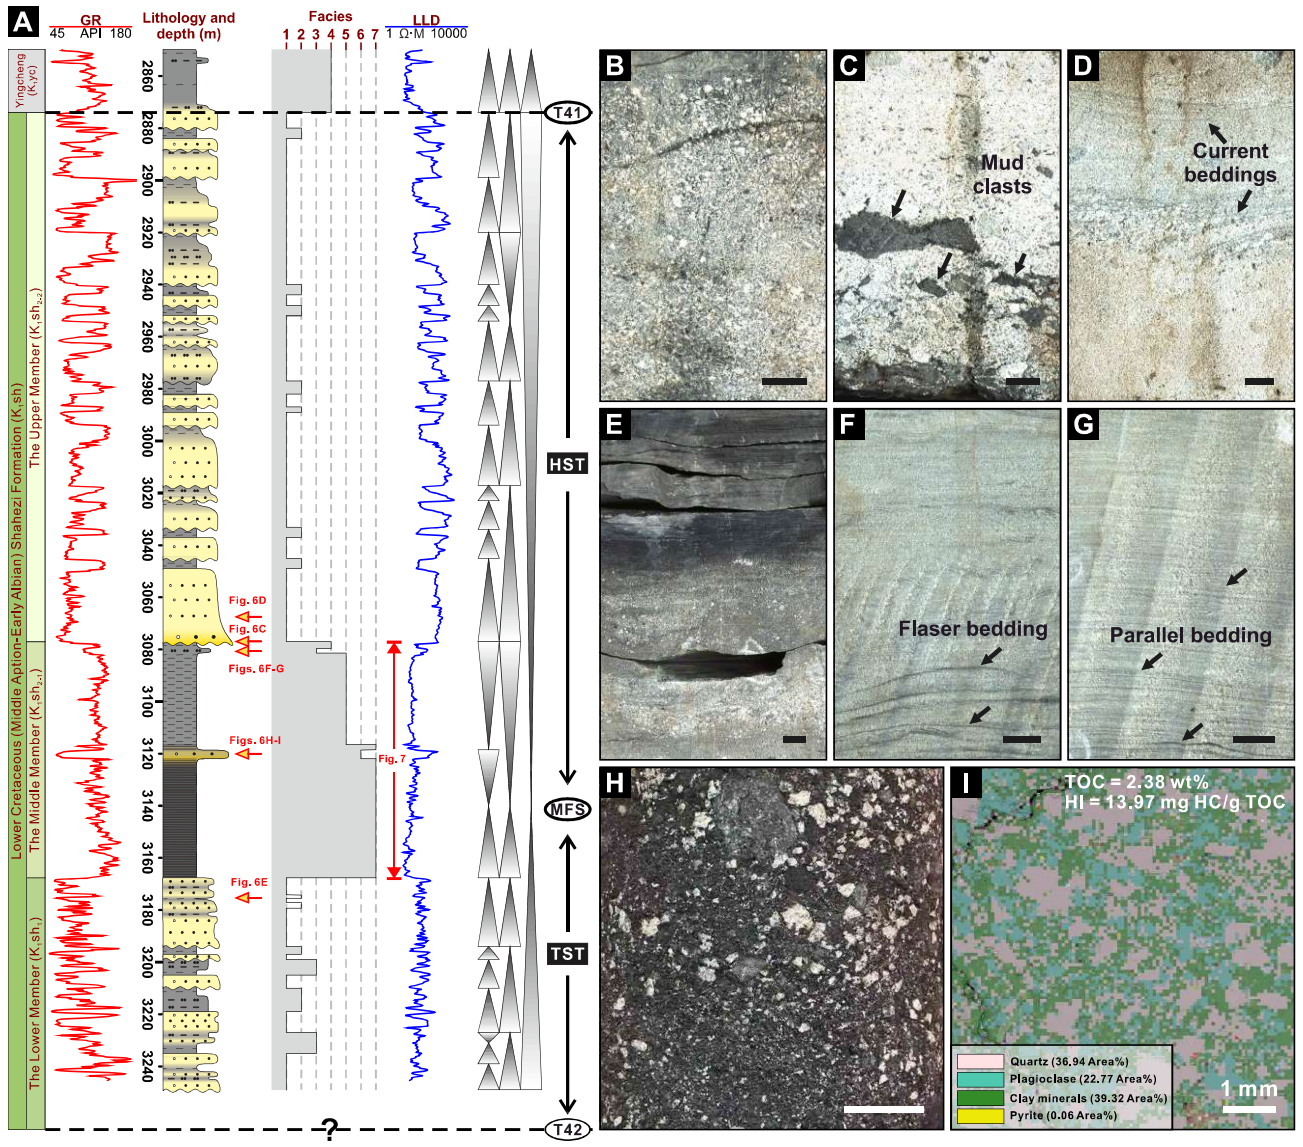 A
GR
45 API 180
Lithology and
depth (m)
Facies
1 2 3 4 5 6 7
LLD
1 Ω·M 10000
Yingcheng
(K₁yc)
Lower Cretaceous (Middle Aption-Early Albian) Shahezi Formation (K₁sh)
The Upper Member (K₁sh₂₋₂)
The Middle Member (K₁sh₂₋₁)
The Lower Member (K₁sh₁)
2860
2880
2900
2920
2940
2960
2980
3000
3020
3040
3060
3080
3100
3120
3140
3160
3180
3200
3220
3240
Fig. 6D
Fig. 6C
Figs. 6F-G
Figs. 6H-I
Fig. 7
Fig. 6E
T41
HST
MFS
TST
T42
?
B
C
Mud
clasts
D
Current
beddings
E
F
Flaser bedding
G
Parallel bedding
H
I
TOC = 2.38 wt%
HI = 13.97 mg HC/g TOC
Quartz (36.94 Area%)
Plagioclase (22.77 Area%)
Clay minerals (39.32 Area%)
Pyrite (0.06 Area%)
1 mm